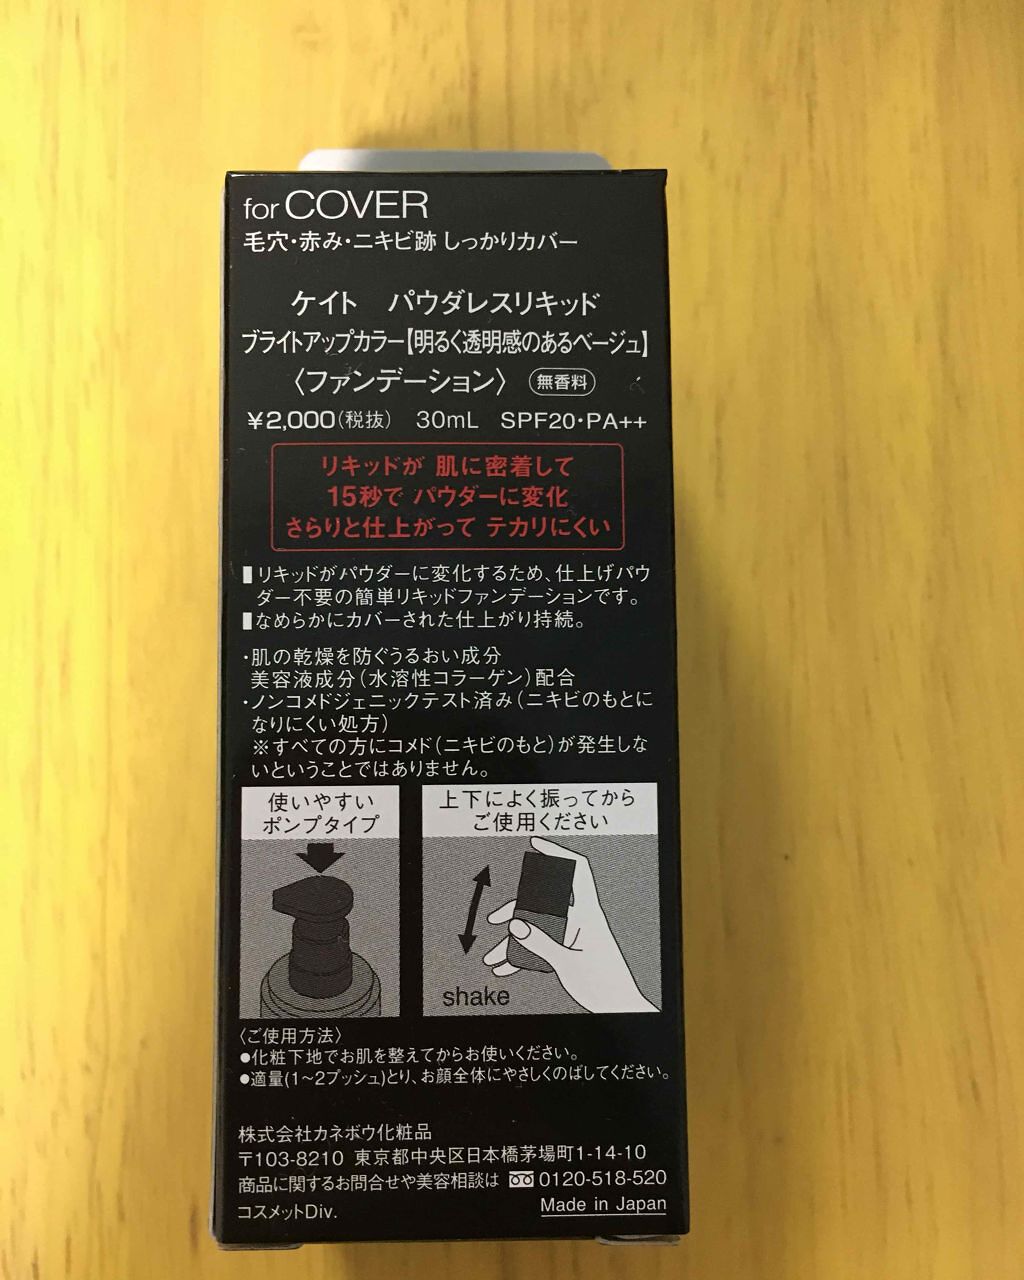 for COVER
毛穴・赤み・ニキビ跡 しっかりカバー
ケイト パウダレスリキッド
ブライトアップカラー【明るく透明感のあるベージュ】
〈ファンデーション〉 無香料
¥2,000(税抜) 30mL SPF20・PA++
リキッドが 肌に密着して
15秒で パウダーに変化
さらりと仕上がって テカリにくい
▮リキッドがパウダーに変化するため、仕上げパウ
ダー不要の簡単リキッドファンデーションです。
▮なめらかにカバーされた仕上がり持続。
・肌の乾燥を防ぐうるおい成分
美容液成分(水溶性コラーゲン)配合
・ノンコメドジェニックテスト済み(ニキビのもとに
なりにくい処方)
※すべての方にコメド(ニキビのもと)が発生しな
いということではありません。
使いやすい
ポンプタイプ
上下によく振ってから
ご使用ください
shake
〈ご使用方法〉
●化粧下地でお肌を整えてからお使いください。
●適量(1~2プッシュ)とり、お顔全体にやさしくのばしてください。
株式会社カネボウ化粧品
〒103-8210 東京都中央区日本橋茅場町1-14-10
商品に関するお問合せや美容相談は 0120-518-520
コスメットDiv.
Made in Japan